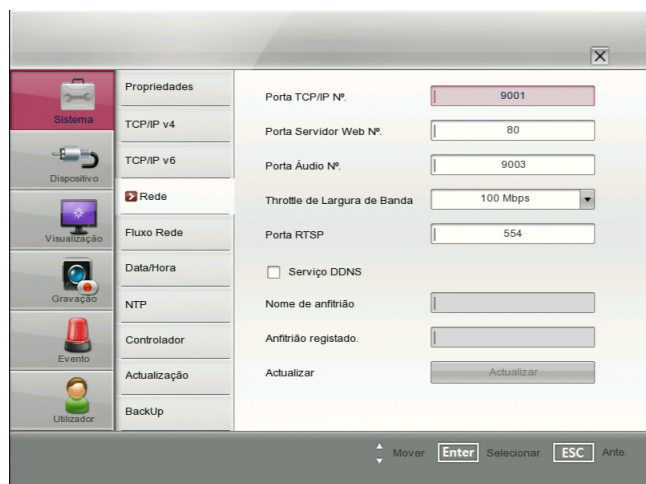 Sistema
Dispositivo
Visualização
Gravação
Evento
Utilizador
Propriedades
TCP/IP v4
TCP/IP v6
Rede
Fluxo Rede
Data/Hora
NTP
Controlador
Actualização
BackUp
Porta TCP/IP Nº. 9001
Porta Servidor Web Nº. 80
Porta Áudio Nº. 9003
Throttle de Largura de Banda 100 Mbps
Porta RTSP 554
Serviço DDNS
Nome de anfitrião
Anfitrião registado.
Actualizar Actualizar
Mover Enter Selecionar ESC Ante.